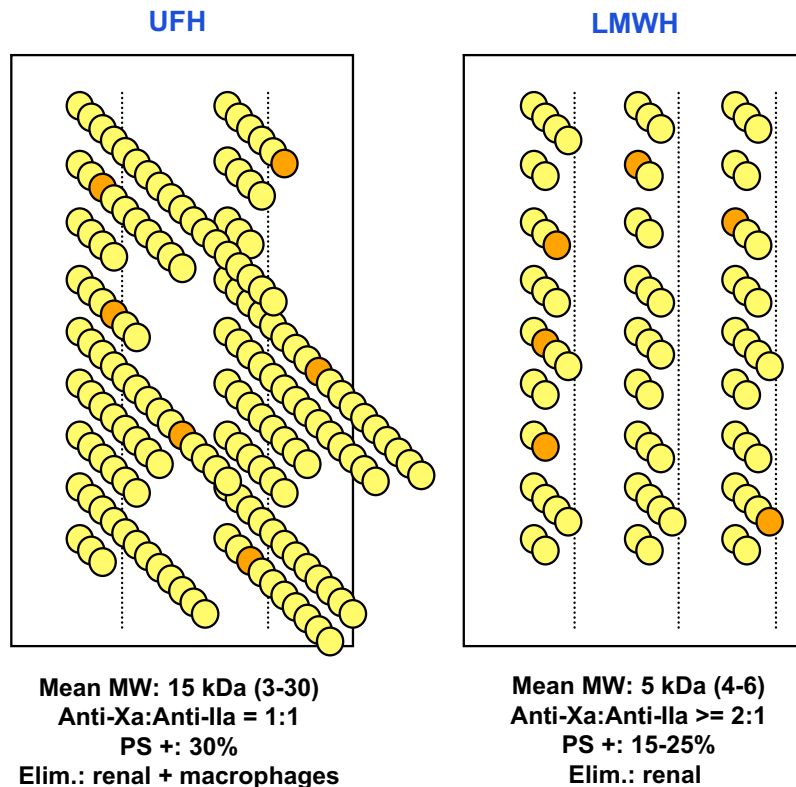 UFH
LMWH
Mean MW: 15 kDa (3-30)
Anti-Xa:Anti-IIa = 1:1
PS +: 30%
Elim.: renal + macrophages
Mean MW: 5 kDa (4-6)
Anti-Xa:Anti-IIa >= 2:1
PS +: 15-25%
Elim.: renal